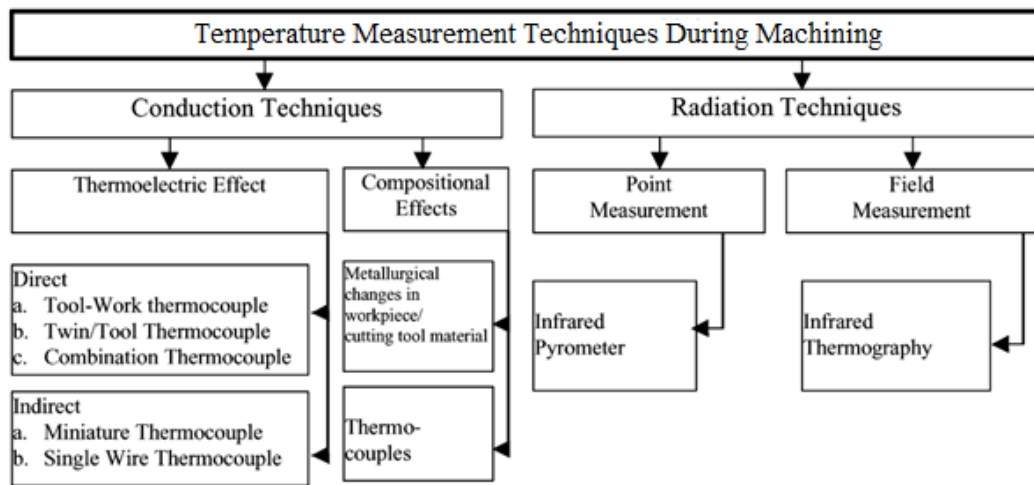 Temperature Measurement Techniques During Machining
Conduction Techniques
Radiation Techniques
Thermoelectric Effect
Compositional
Effects
Point
Measurement
Field
Measurement
Direct
a. Tool-Work thermocouple
b. Twin/Tool Thermocouple
c. Combination Thermocouple
Metallurgical
changes in
workpiece/
cutting tool material
Infrared
Pyrometer
Infrared
Thermography
Indirect
a. Miniature Thermocouple
b. Single Wire Thermocouple
Thermo-
couples